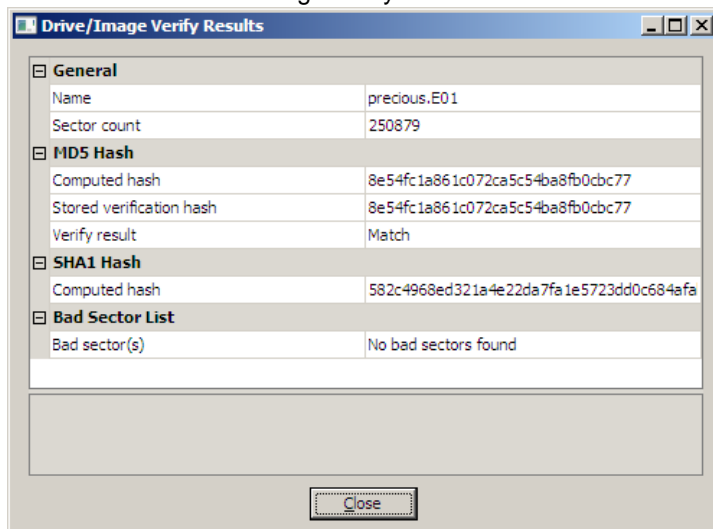 Drive/Image Verify Results
General
Name precious.E01
Sector count 250879
MD5 Hash
Computed hash 8e54fc1a861c072ca5c54ba8fb0cbc77
Stored verification hash 8e54fc1a861c072ca5c54ba8fb0cbc77
Verify result Match
SHA1 Hash
Computed hash 582c4968ed321a4e22da7fa1e5723dd0c684afa
Bad Sector List
Bad sector(s) No bad sectors found
Close